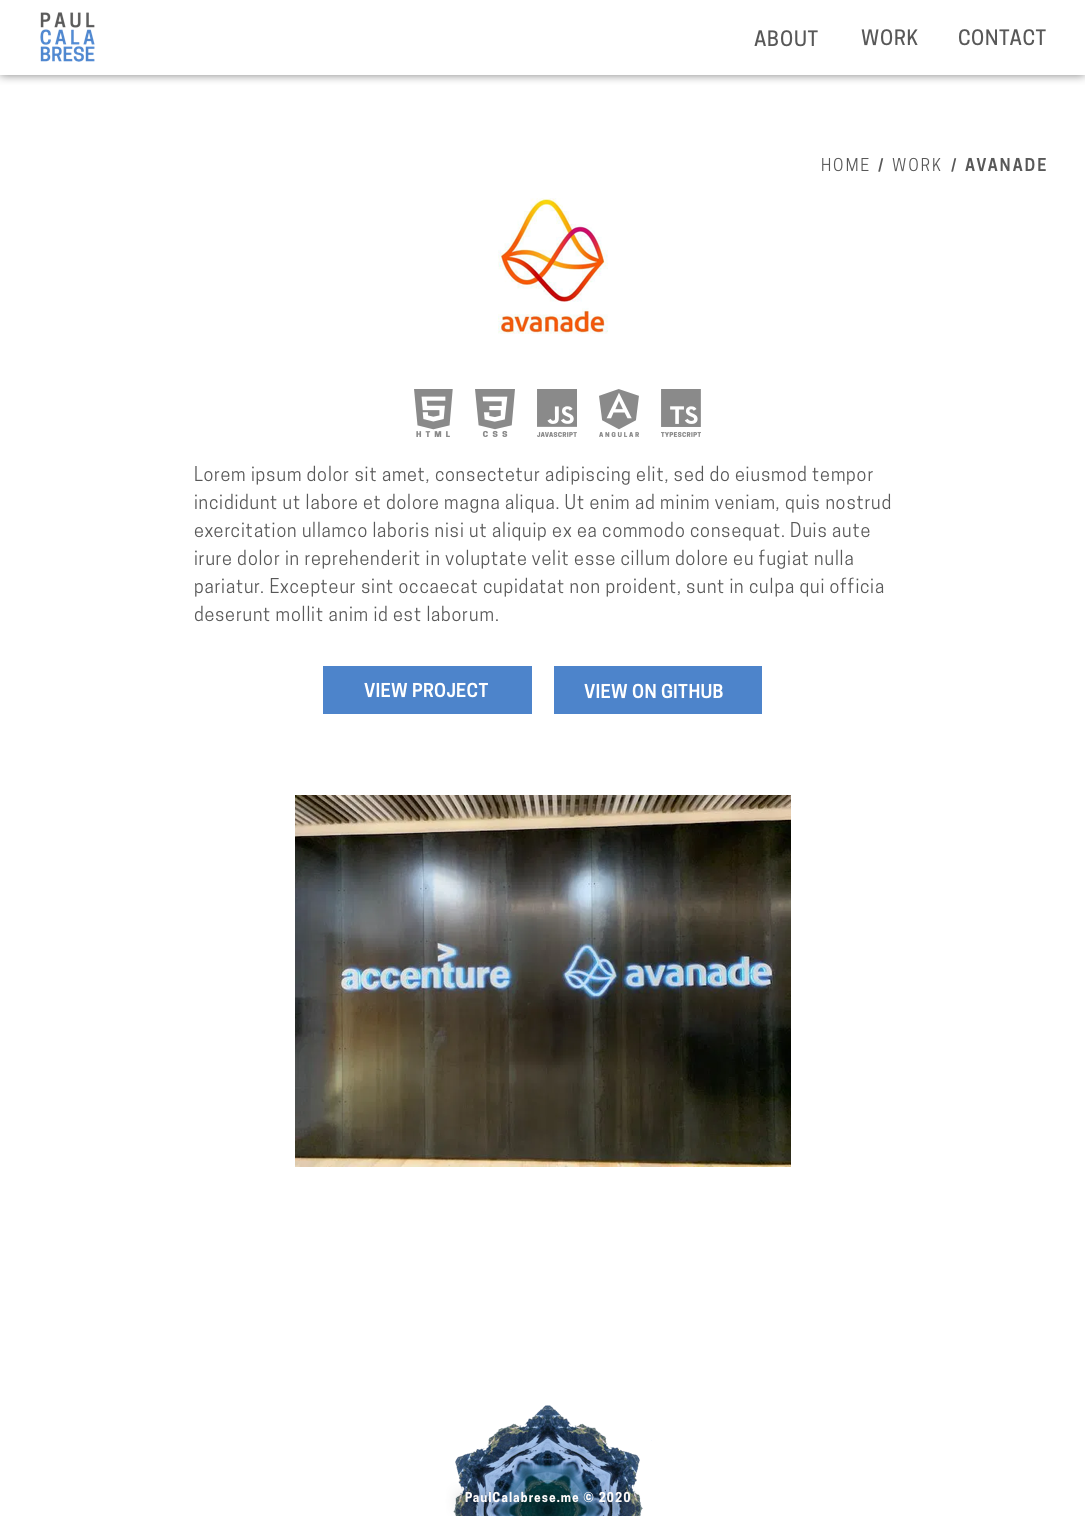 PAUL
CALA
BRESE
ABOUT WORK CONTACT
HOME / WORK / AVANADE
avanade
HTML CSS JS JAVASCRIPT ANGULAR TS TYPESCRIPT
Lorem ipsum dolor sit amet, consectetur adipiscing elit, sed do eiusmod tempor
incididunt ut labore et dolore magna aliqua. Ut enim ad minim veniam, quis nostrud
exercitation ullamco laboris nisi ut aliquip ex ea commodo consequat. Duis aute
irure dolor in reprehenderit in voluptate velit esse cillum dolore eu fugiat nulla
pariatur. Excepteur sint occaecat cupidatat non proident, sunt in culpa qui officia
deserunt mollit anim id est laborum.
VIEW PROJECT VIEW ON GITHUB
accenture avanade
PaulCalabrese.me © 2020